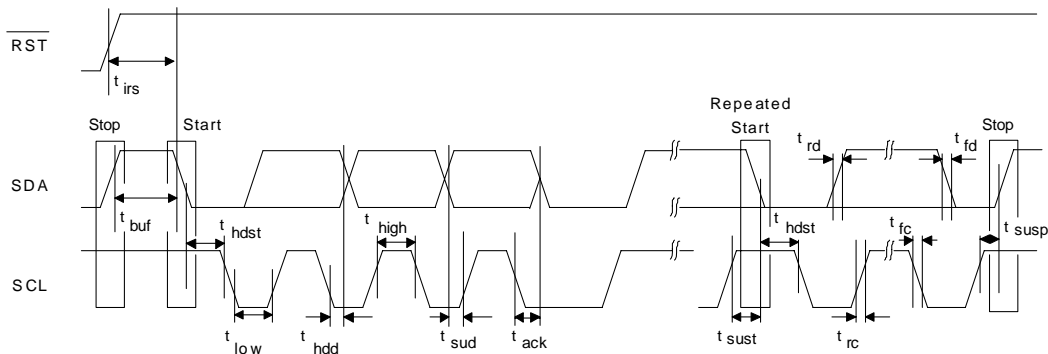 RST
t irs
Repeated
Stop
Start
Start
Stop
t rd
t fd
SDA
t buf
t hdst
t high
t hdst
t fc
t susp
SCL
t low
t hdd
t sud
t ack
t sust
t rc